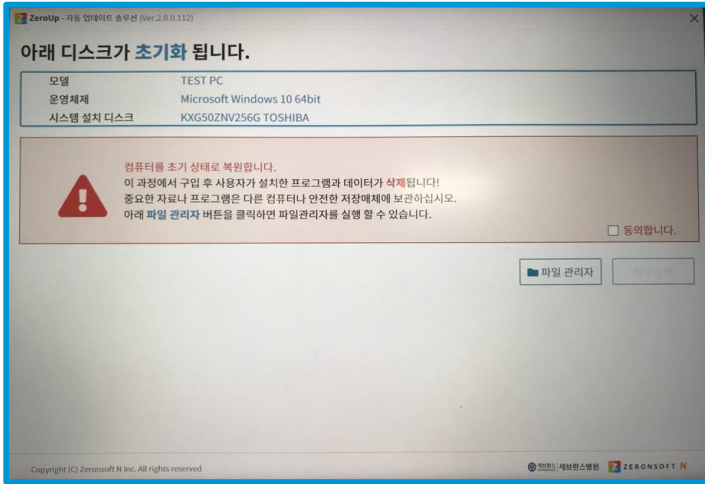 ZeroUp - 자동 업데이트 솔루션 (Ver.2.0.0.112)
아래 디스크가 초기화 됩니다.
모델 TEST PC
운영체제 Microsoft Windows 10 64bit
시스템 설치 디스크 KXG50ZNV256G TOSHIBA
컴퓨터를 초기 상태로 복원합니다.
이 과정에서 구입 후 사용자가 설치한 프로그램과 데이터가 삭제됩니다!
중요한 자료나 프로그램은 다른 컴퓨터나 안전한 저장매체에 보관하십시오.
아래 파일 관리자 버튼을 클릭하면 파일관리자를 실행 할 수 있습니다.
동의합니다.
파일 관리자
Copyright (C) Zeronsoft N Inc. All rights reserved
세브란스병원 ZERONSOFT N